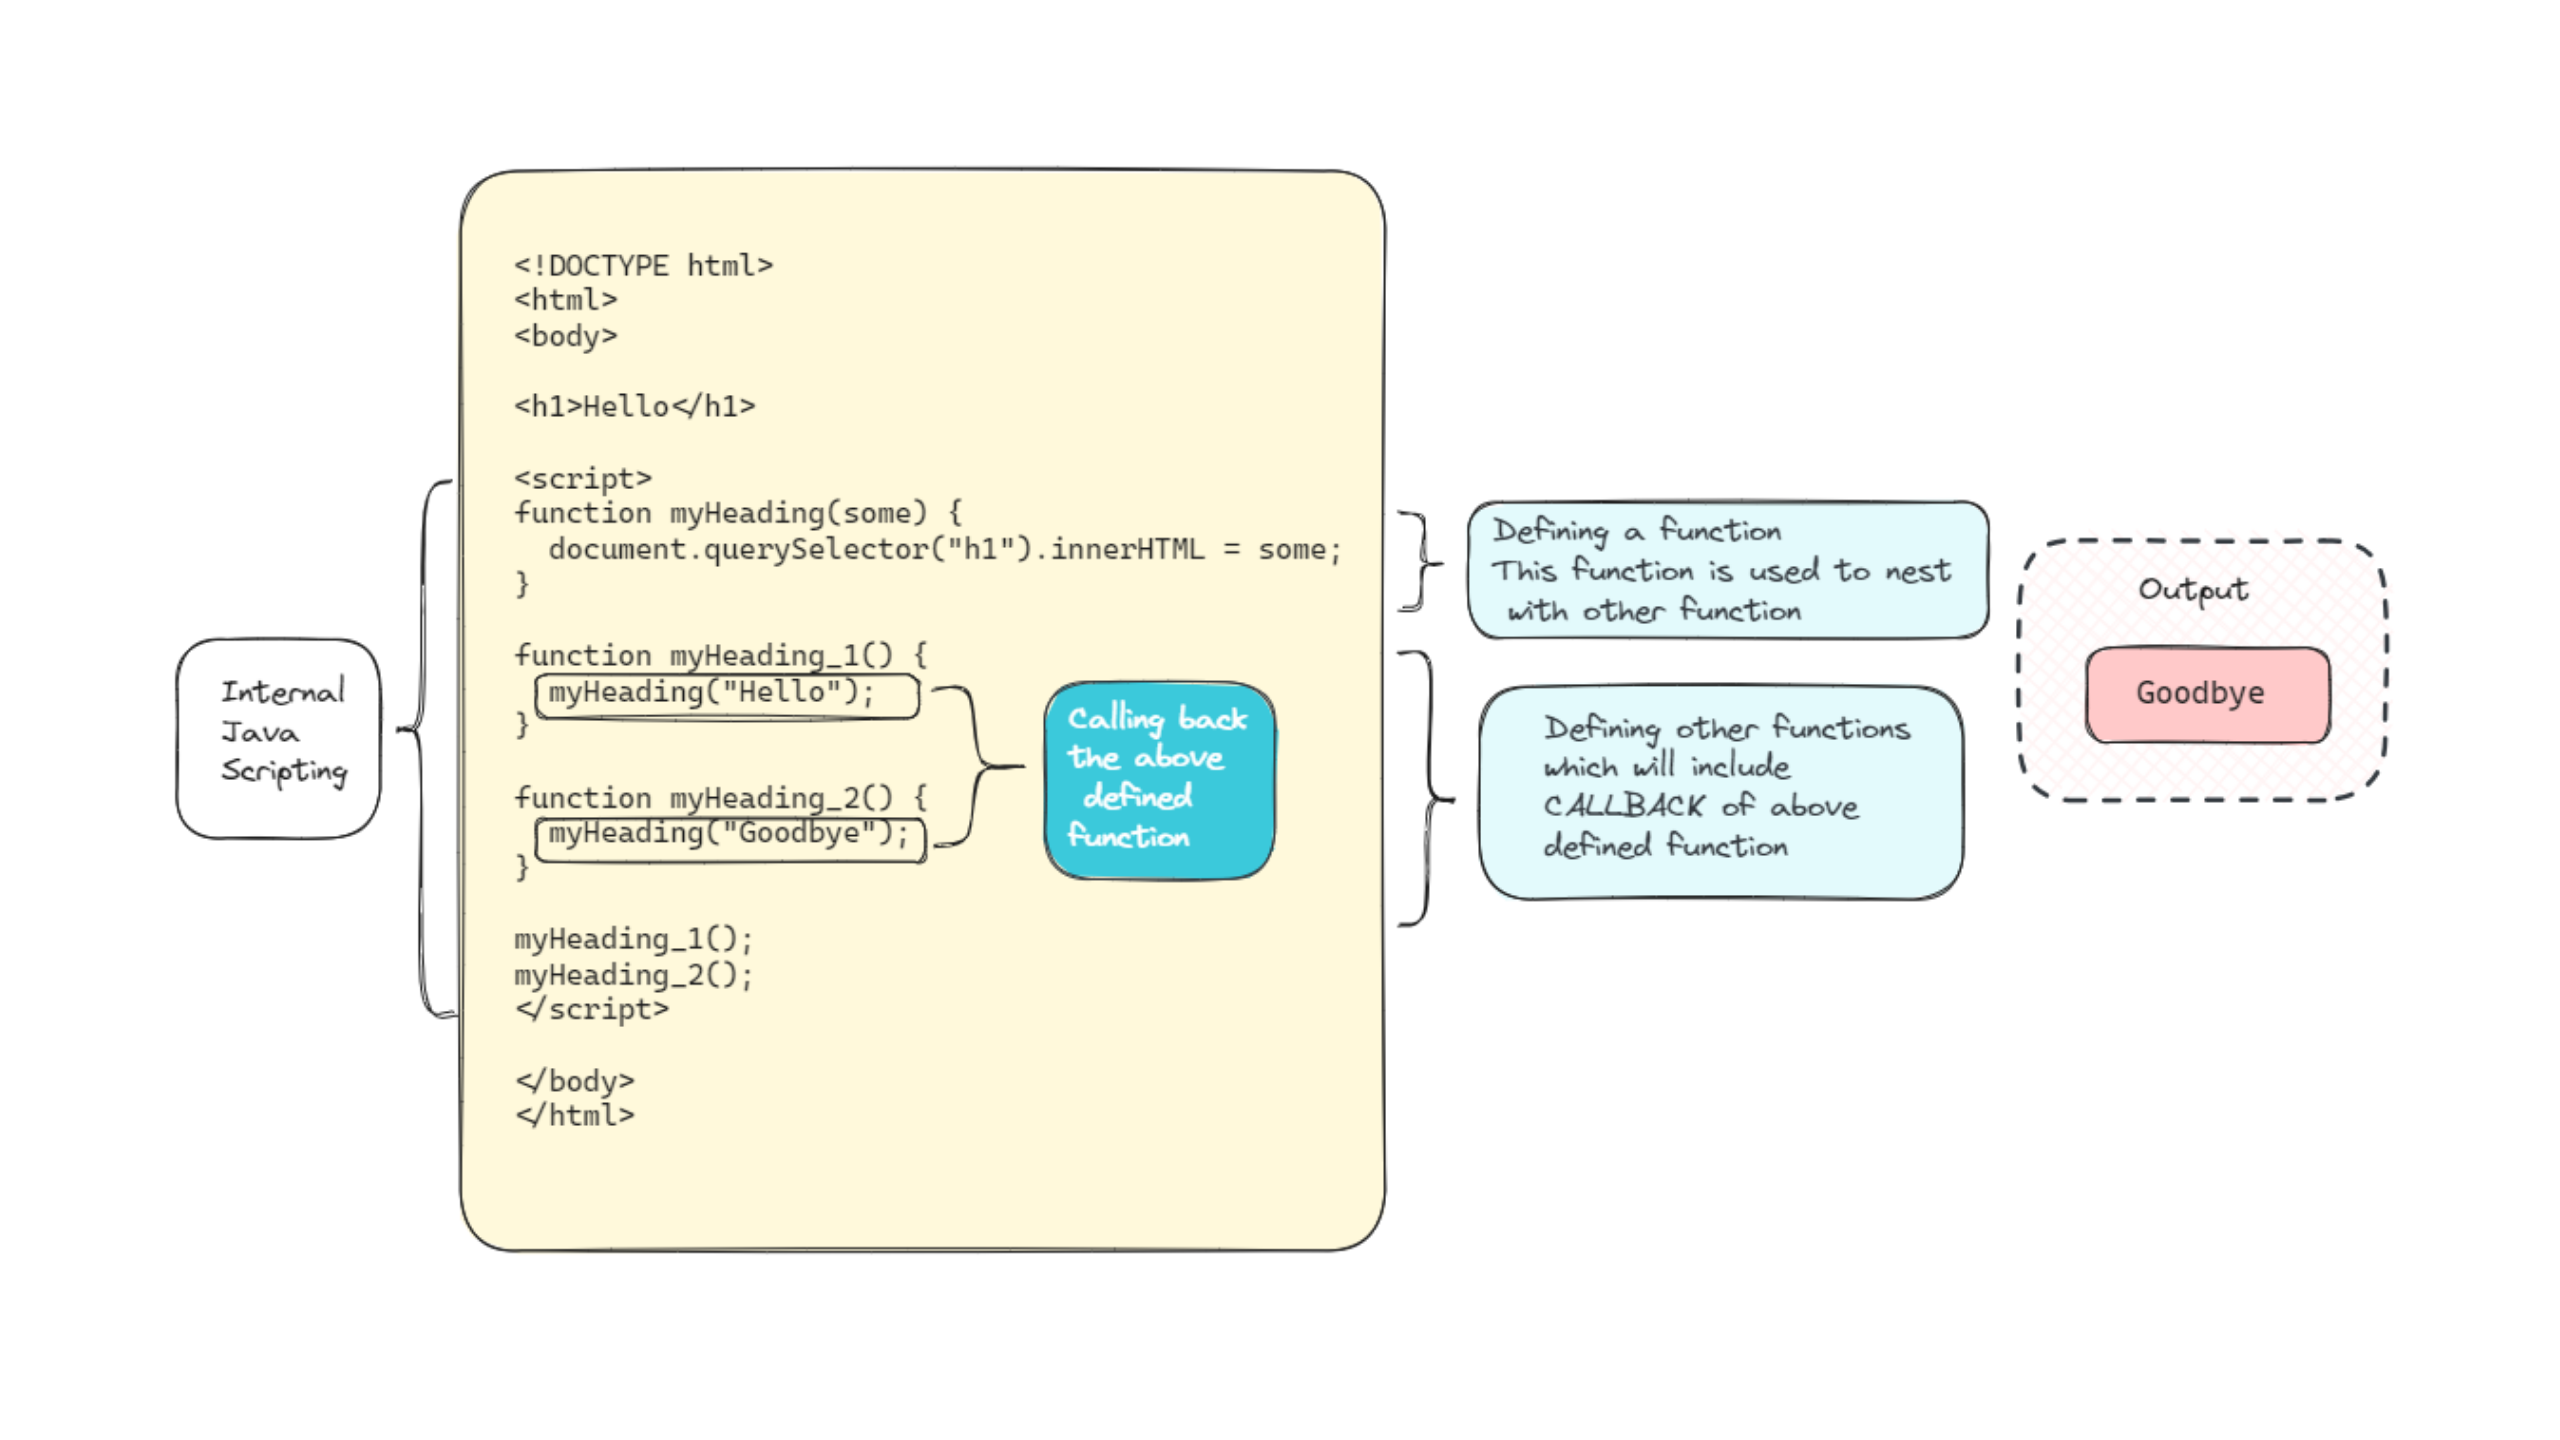 Internal
Java
Scripting
<!DOCTYPE html>
<html>
<body>
<h1>Hello</h1>
<script>
function myHeading(some) {
document.querySelector("h1").innerHTML = some;
}
function myHeading_1() {
myHeading("Hello");
}
function myHeading_2() {
myHeading("Goodbye");
}
myHeading_1();
myHeading_2();
</script>
</body>
</html>
Calling back
the above
defined
function
Defining a function
This function is used to nest
with other function
Defining other functions
which will include
CALLBACK of above
defined function
Output
Goodbye